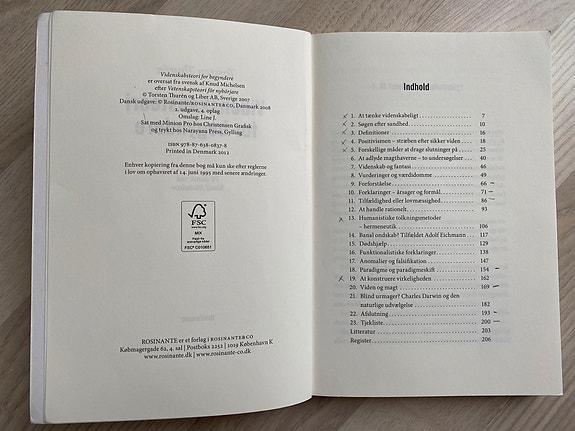 Videnskabsteori for begyndere
er oversat fra svensk af Knud Michelsen
efter Vetenskapsteori för nybörjare
© Torsten Thurén og Liber AB, Sverige 2007
Dansk udgave: © Rosinante/ROSINANTE&CO, Danmark 2008
2. udgave, 4. oplag
Omslag: Line J.
Sat med Minion Pro hos Christensen Grafisk
og trykt hos Narayana Press, Gylling
ISBN 978-87-638-0837-8
Printed in Denmark 2012
Enhver kopiering fra denne bog må kun ske efter reglerne
i lov om ophavsret af 14. juni 1995 med senere ændringer.
FSC
www.fsc.org
MIX
FSC® C010651
ROSINANTE er et forlag i ROSINANTE&CO
Købmagergade 62, 4. sal | Postboks 2252 | 1019 København K
www.rosinante.dk | www.rosinante-co.dk
Indhold
1. At tænke videnskabeligt 7
2. Søgen efter sandhed 10
3. Definitioner 16
4. Positivismen – stræben efter sikker viden 18
5. Forskellige måder at drage slutninger på 25
6. At adlyde magthaverne – to undersøgelser 40
7. Videnskab og fantasi
8. Vurderinger og værdidomme
9. Forforståelse 66
10. Forklaringer – årsager og formål 71
11. Tilfældighed eller lovmæssighed 86
12. At handle rationelt 93
13. Humanistiske tolkningsmetoder
– hermeneutik 106
14. Banal ondskab? Tilfældet Adolf Eichmann 117
15. Dødshjælp 129
16. Funktionalistiske forklaringer 138
17. Anomalier og falsifikation 147
18. Paradigme og paradigmeskift 154
19. At konstruere virkeligheden 162
20. Viden og magt 169
21. Blind urmager? Charles Darwin og den
naturlige udvælgelse 182
22. Afslutning 193
23. Tjekliste 200
Litteratur 203
Register 206